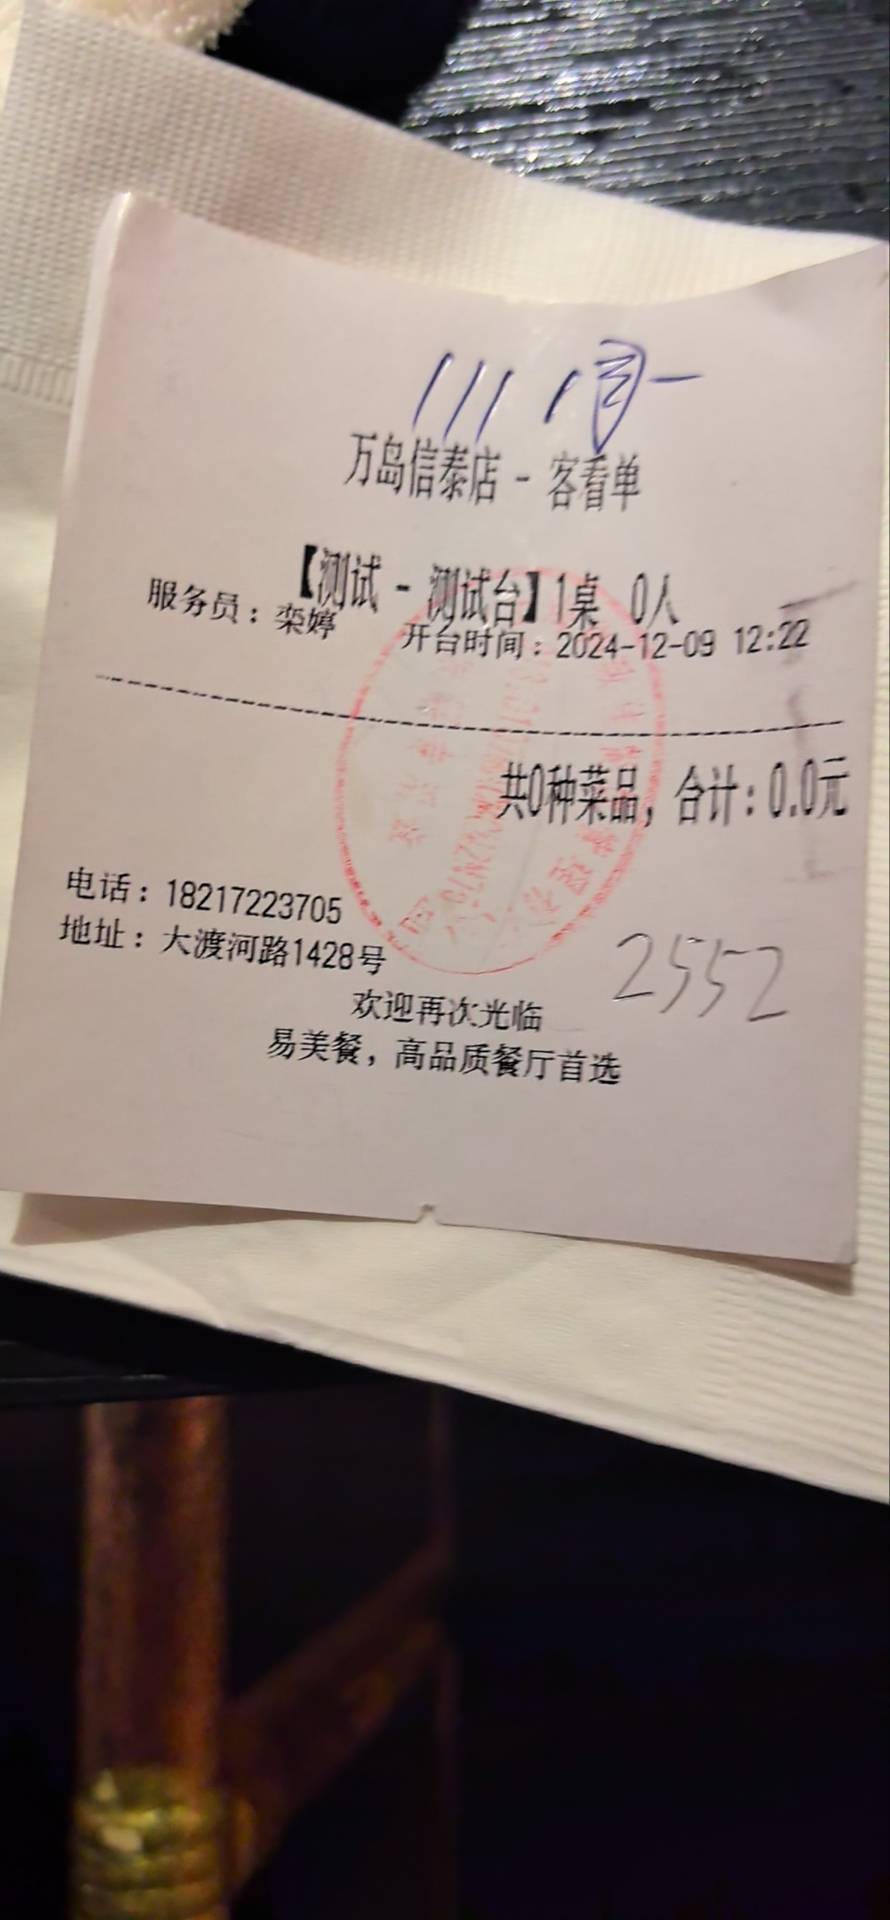 万岛信泰店 - 客看单
【测试 - 测试台】1桌 0人
服务员：栾婷 开台时间：2024-12-09 12:22
共0种菜品，合计：0.0元
电话：18217223705
地址：大渡河路1428号
2552
欢迎再次光临
易美餐，高品质餐厅首选